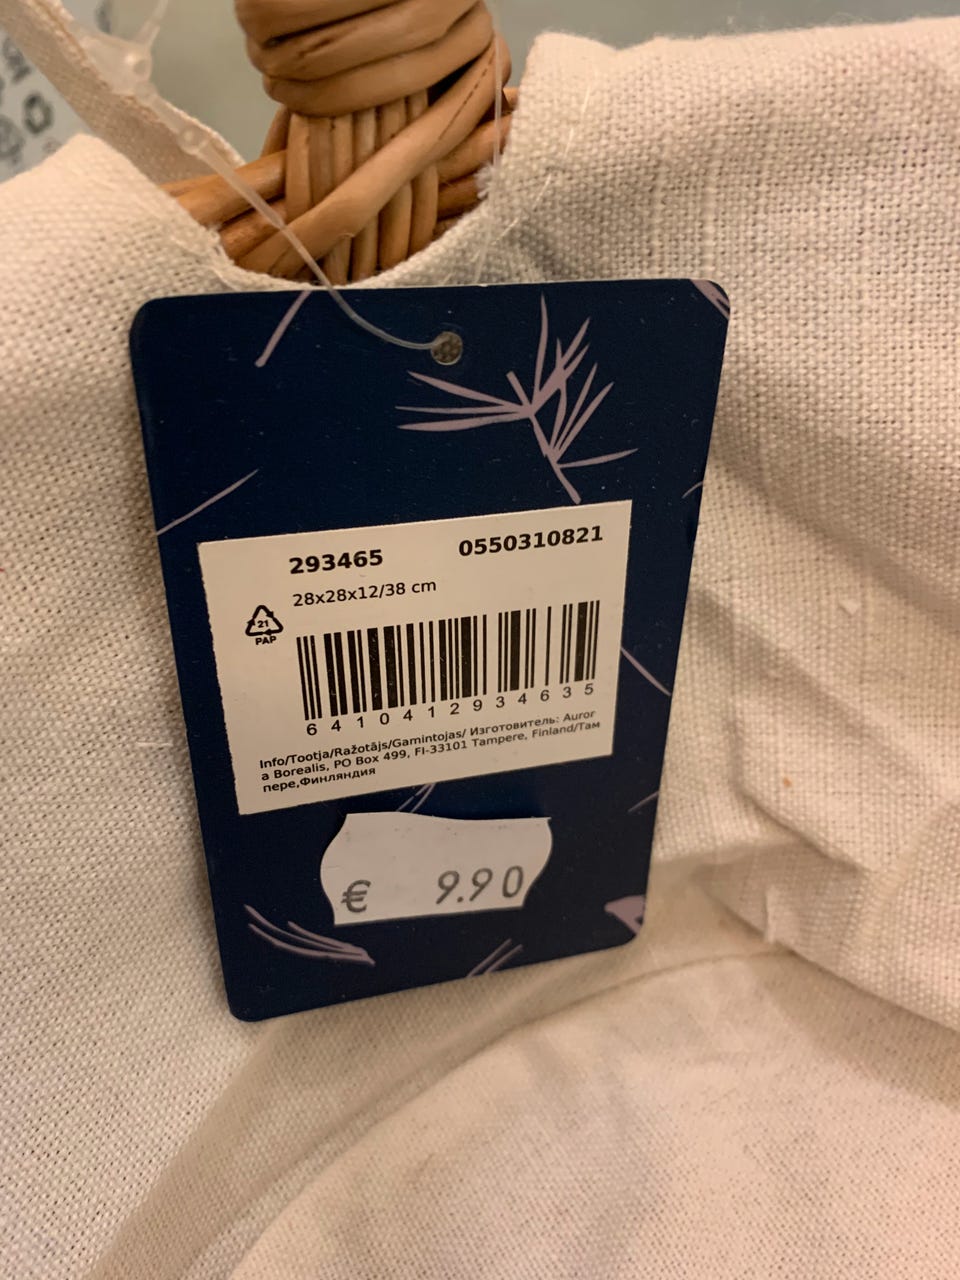 293465 0550310821
28x28x12/38 cm
21
PAP
6410412934635
Info/Tootja/Ražotājs/Gamintojas/ Изготовитель: Auror
a Borealis, PO Box 499, FI-33101 Tampere, Finland/Там
пере,Финляндия
€ 9.90